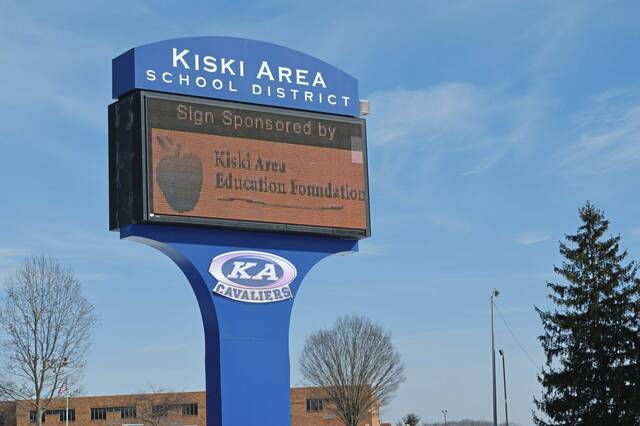 KISKI AREA
SCHOOL DISTRICT
Sign Sponsored by
Kiski Area
Education Foundation
KA
CAVALIERS